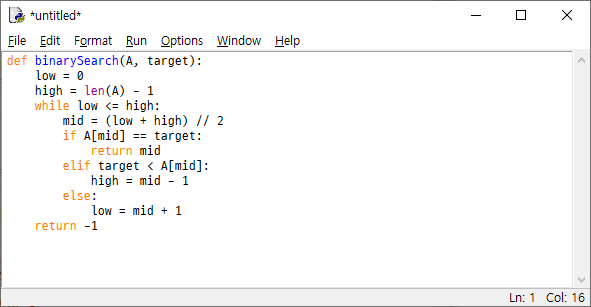 *untitled*
File Edit Format Run Options Window Help
def binarySearch(A, target):
    low = 0
    high = len(A) - 1
    while low <= high:
        mid = (low + high) // 2
        if A[mid] == target:
            return mid
        elif target < A[mid]:
            high = mid - 1
        else:
            low = mid + 1
    return -1
Ln: 1 Col: 16